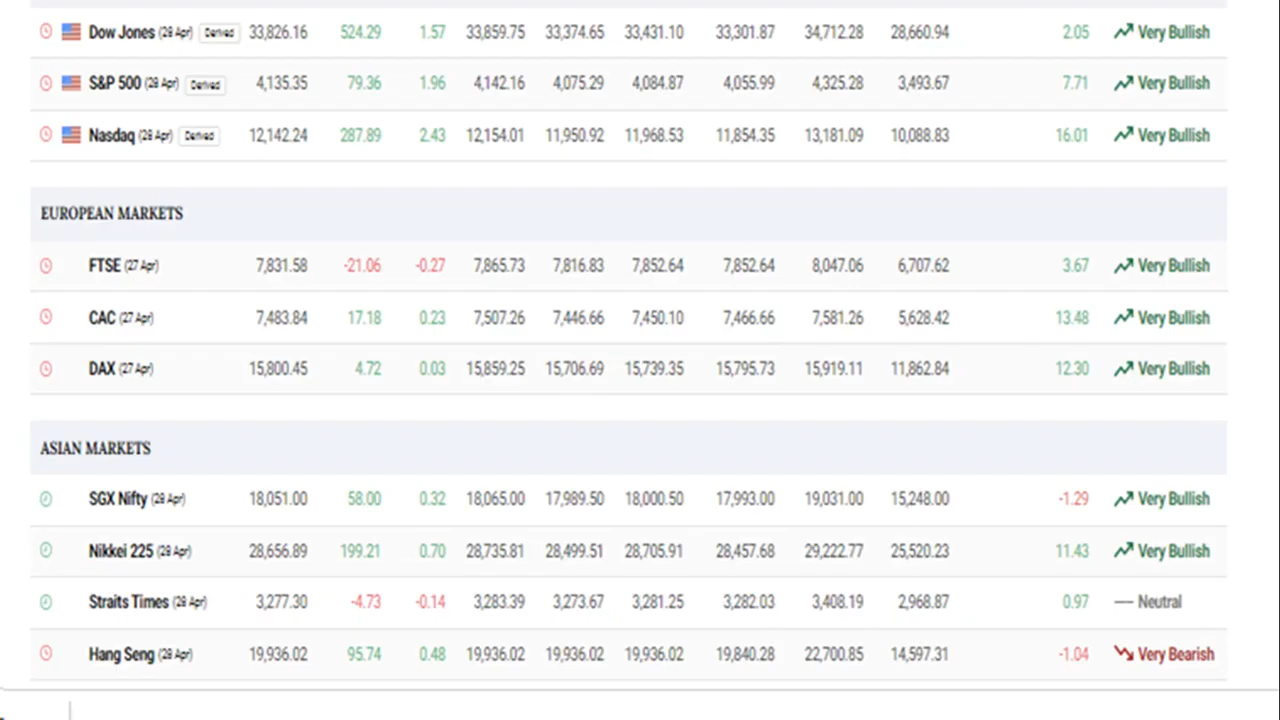 Dow Jones (28 Apr) Derived 33,826.16 524.29 1.57 33,859.75 33,374.65 33,431.10 33,301.87 34,712.28 28,660.94 2.05 Very Bullish
S&P 500 (28 Apr) Derived 4,135.35 79.36 1.96 4,142.16 4,075.29 4,084.87 4,055.99 4,325.28 3,493.67 7.71 Very Bullish
Nasdaq (28 Apr) Derived 12,142.24 287.89 2.43 12,154.01 11,950.92 11,968.53 11,854.35 13,181.09 10,088.83 16.01 Very Bullish
EUROPEAN MARKETS
FTSE (27 Apr) 7,831.58 -21.06 -0.27 7,865.73 7,816.83 7,852.64 7,852.64 8,047.06 6,707.62 3.67 Very Bullish
CAC (27 Apr) 7,483.84 17.18 0.23 7,507.26 7,446.66 7,450.10 7,466.66 7,581.26 5,628.42 13.48 Very Bullish
DAX (27 Apr) 15,800.45 4.72 0.03 15,859.25 15,706.69 15,739.35 15,795.73 15,919.11 11,862.84 12.30 Very Bullish
ASIAN MARKETS
SGX Nifty (28 Apr) 18,051.00 58.00 0.32 18,065.00 17,989.50 18,000.50 17,993.00 19,031.00 15,248.00 -1.29 Very Bullish
Nikkei 225 (28 Apr) 28,656.89 199.21 0.70 28,735.81 28,499.51 28,705.91 28,457.68 29,222.77 25,520.23 11.43 Very Bullish
Straits Times (28 Apr) 3,277.30 -4.73 -0.14 3,283.39 3,273.67 3,281.25 3,282.03 3,408.19 2,968.87 0.97 Neutral
Hang Seng (28 Apr) 19,936.02 95.74 0.48 19,936.02 19,936.02 19,936.02 19,840.28 22,700.85 14,597.31 -1.04 Very Bearish